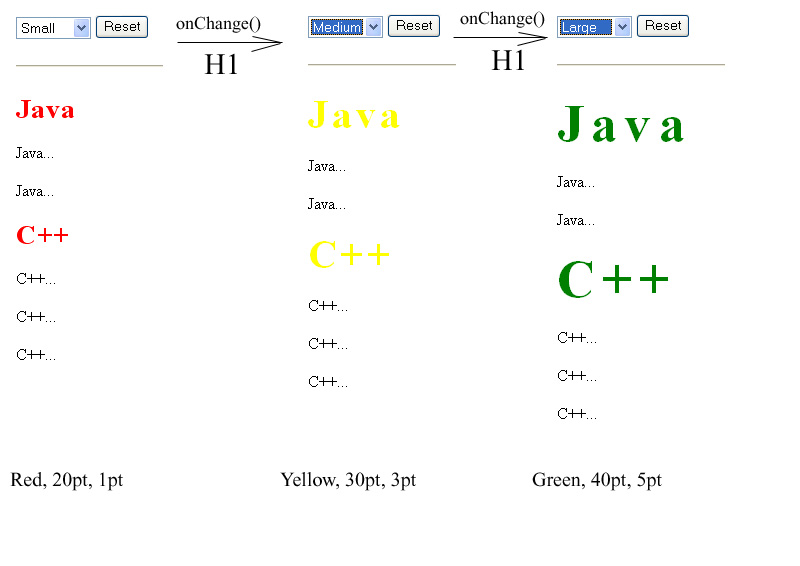 Small Reset
onChange()
H1
Medium Reset
onChange()
H1
Large Reset
Java
Java...
Java...
C++
C++...
C++...
C++...
Java
Java...
Java...
C++
C++...
C++...
C++...
Java
Java...
Java...
C++
C++...
C++...
C++...
Red, 20pt, 1pt
Yellow, 30pt, 3pt
Green, 40pt, 5pt